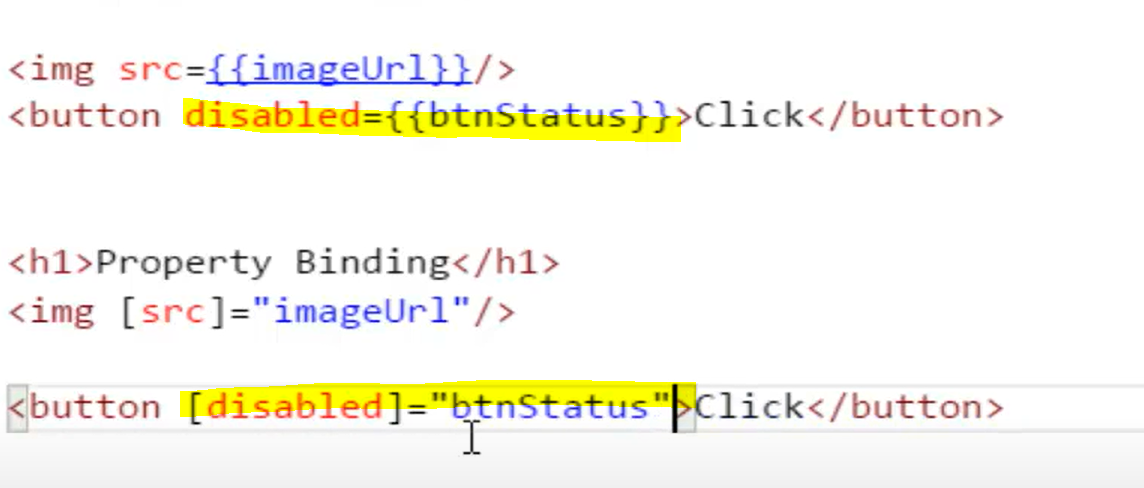 <img src={{imageUrl}}/>
<button disabled={{btnStatus}}>Click</button>
<h1>Property Binding</h1>
<img [src]="imageUrl"/>
<button [disabled]="btnStatus">Click</button>